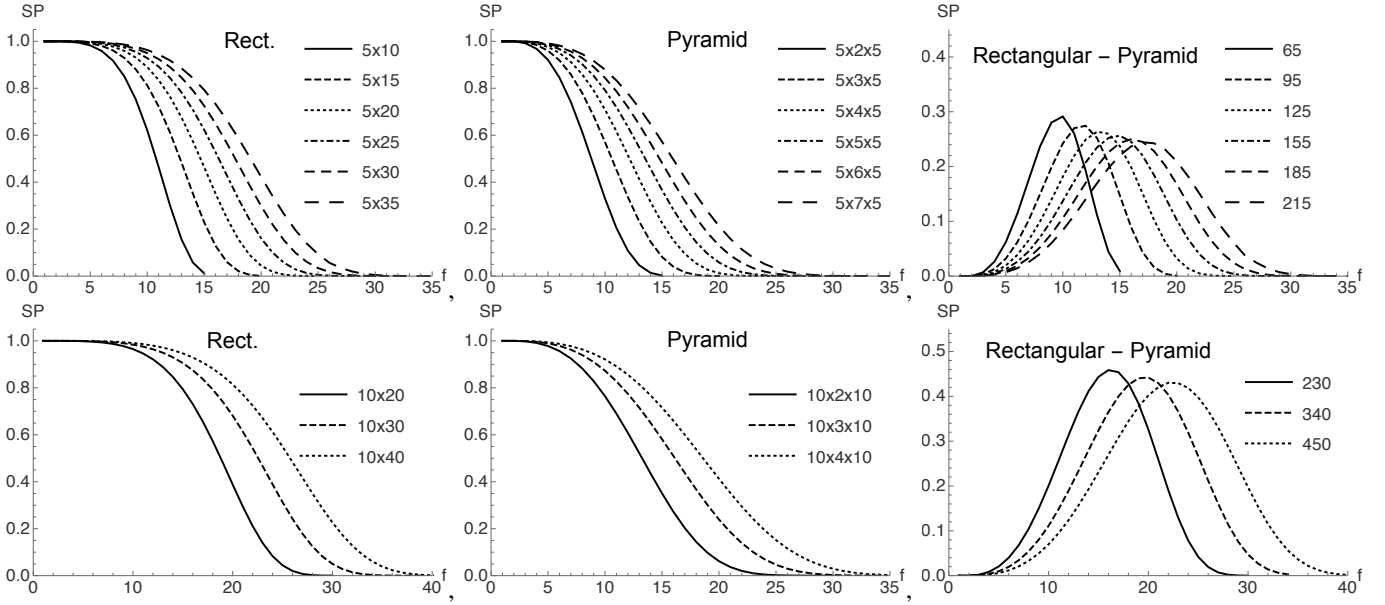 SP
Rect.
5x10
5x15
5x20
5x25
5x30
5x35
1.0
0.8
0.6
0.4
0.2
0.0
0 5 10 15 20 25 30 35
f
,
SP
Pyramid
5x2x5
5x3x5
5x4x5
5x5x5
5x6x5
5x7x5
1.0
0.8
0.6
0.4
0.2
0.0
0 5 10 15 20 25 30 35
f
,
SP
Rectangular – Pyramid
65
95
125
155
185
215
0.4
0.3
0.2
0.1
0.0
0 5 10 15 20 25 30 35
f
SP
Rect.
10x20
10x30
10x40
1.0
0.8
0.6
0.4
0.2
0.0
0 10 20 30 40
f
,
SP
Pyramid
10x2x10
10x3x10
10x4x10
1.0
0.8
0.6
0.4
0.2
0.0
0 5 10 15 20 25 30 35
f
,
SP
Rectangular – Pyramid
230
340
450
0.5
0.4
0.3
0.2
0.1
0.0
0 10 20 30 40
f